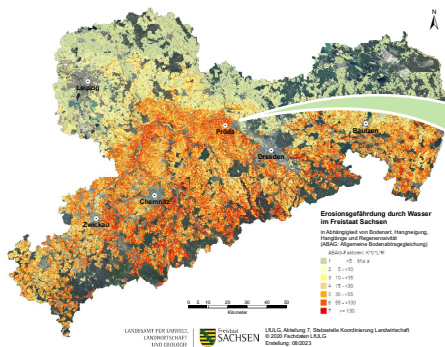 N
Leipzig
Pröda
Bautzen
Dresden
Chemnitz
Zwickau
Erosionsgefährdung durch Wasser
im Freistaat Sachsen
in Abhängigkeit von Bodenart, Hangneigung,
Hanglänge und Regenerosivität
(ABAG: Allgemeine Bodenabtragsgleichung)
ABAG-Faktoren: K*S*L*R
1 <5 t/ha.a
2 5 - <10
3 10 - <15
4 15 - <30
5 30 - <55
6 55 - <130
7 >= 130
0 5 10 20 30 40 50
Kilometer
LANDESAMT FÜR UMWELT,
LANDWIRTSCHAFT
UND GEOLOGIE
Freistaat
SACHSEN
LfULG, Abteilung 7, Stabsstelle Koordinierung Landwirtschaft
© 2020 Fachdaten LfULG
Erstellung: 08/2023